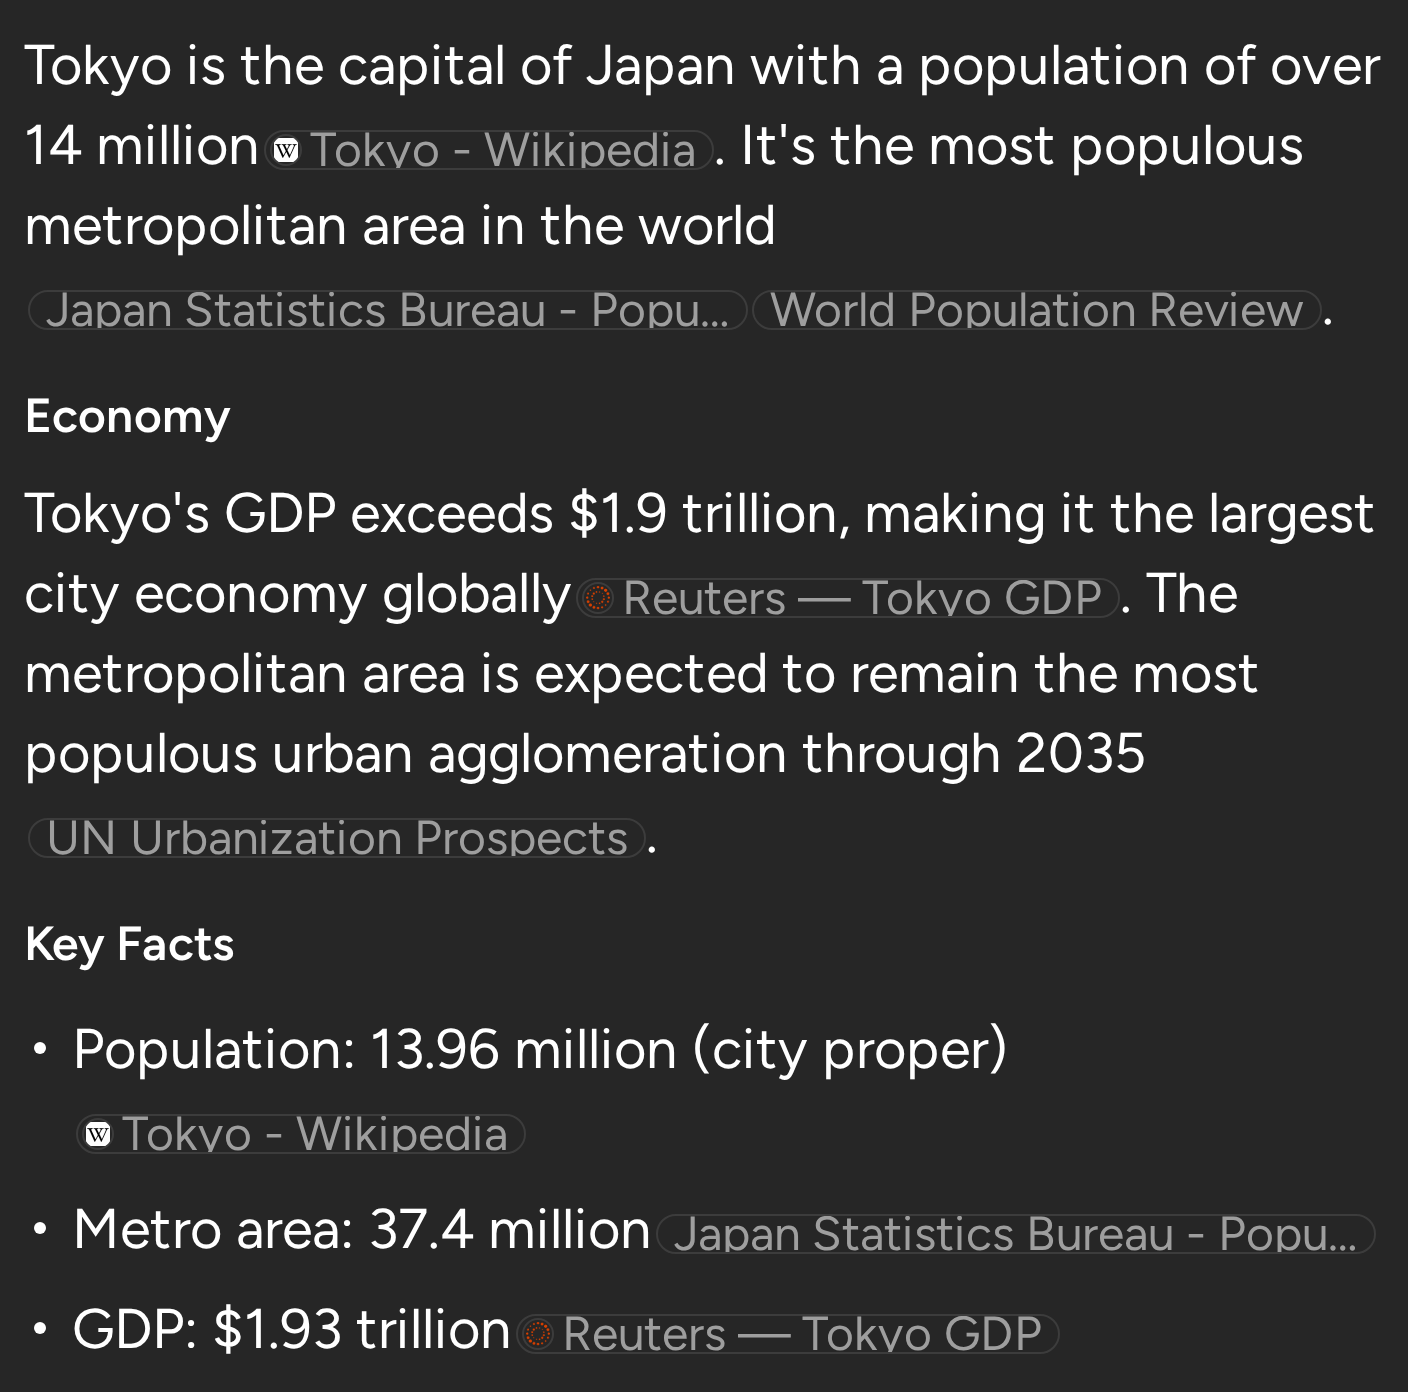 Tokyo is the capital of Japan with a population of over
14 million Tokyo - Wikipedia. It's the most populous
metropolitan area in the world
Japan Statistics Bureau - Popu... World Population Review.
Economy
Tokyo's GDP exceeds $1.9 trillion, making it the largest
city economy globally Reuters — Tokyo GDP. The
metropolitan area is expected to remain the most
populous urban agglomeration through 2035
UN Urbanization Prospects.
Key Facts
• Population: 13.96 million (city proper)
W Tokyo - Wikipedia
• Metro area: 37.4 million Japan Statistics Bureau - Popu...
• GDP: $1.93 trillion Reuters — Tokyo GDP